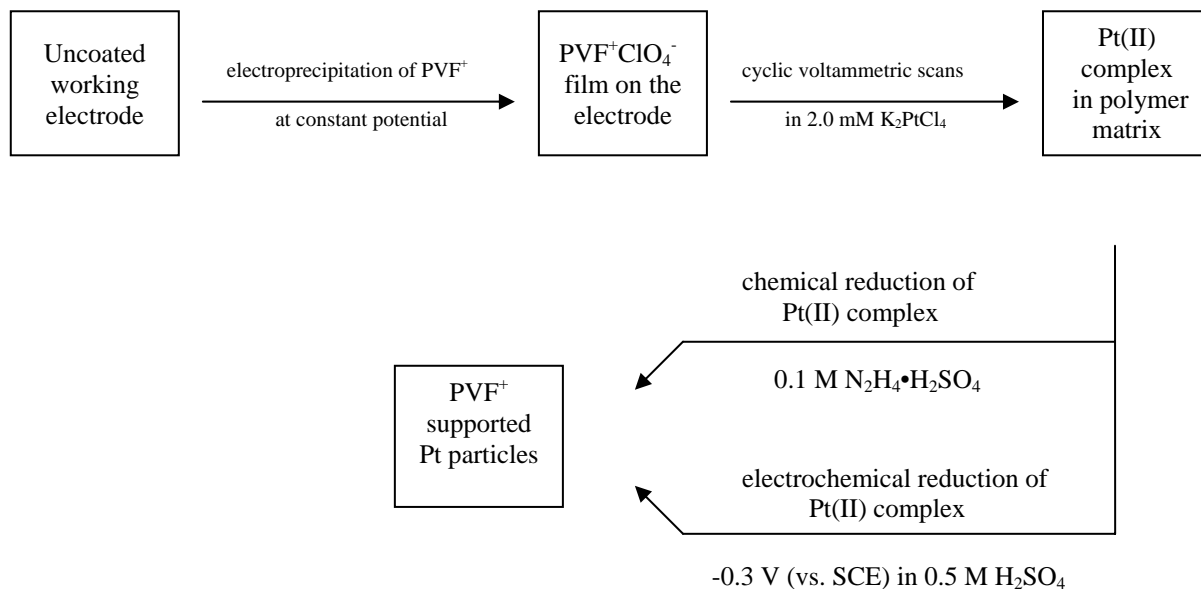 Uncoated
working
electrode
electroprecipitation of PVF⁺
at constant potential
PVF⁺ClO₄⁻
film on the
electrode
cyclic voltammetric scans
in 2.0 mM K₂PtCl₄
Pt(II)
complex
in polymer
matrix
chemical reduction of
Pt(II) complex
0.1 M N₂H₄•H₂SO₄
PVF⁺
supported
Pt particles
electrochemical reduction of
Pt(II) complex
-0.3 V (vs. SCE) in 0.5 M H₂SO₄